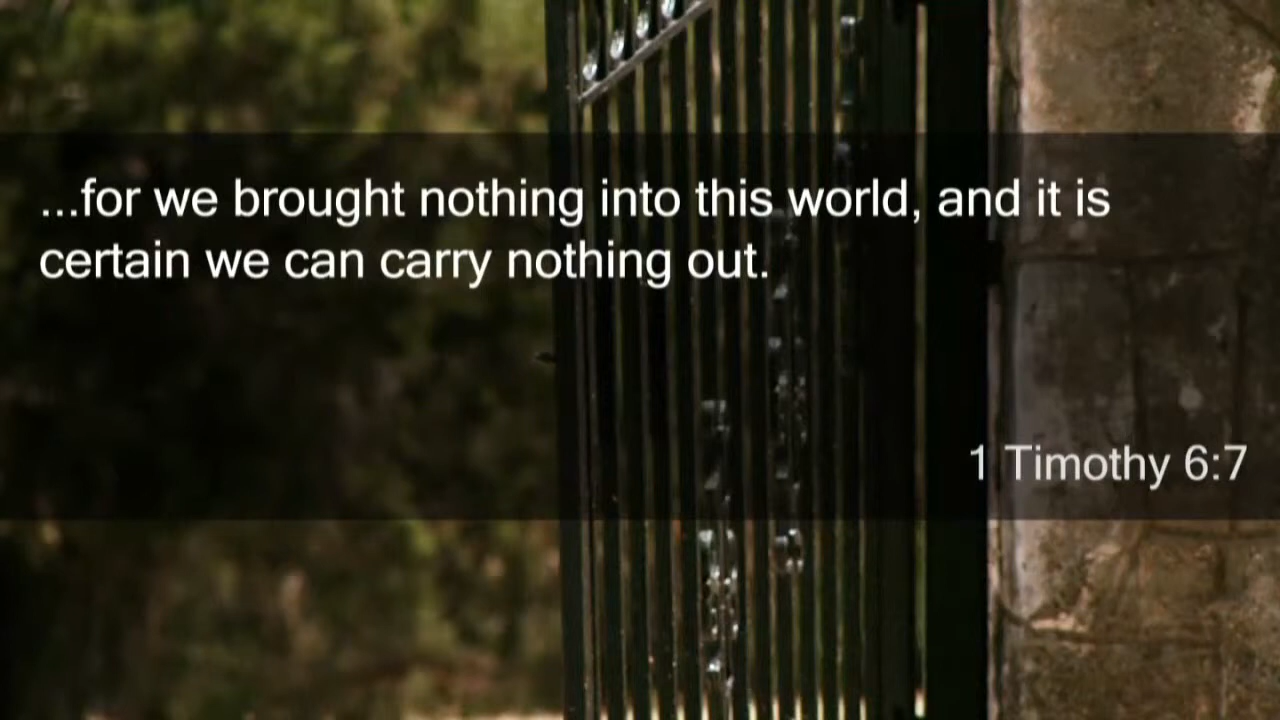 ...for we brought nothing into this world, and it is
certain we can carry nothing out.
1 Timothy 6:7